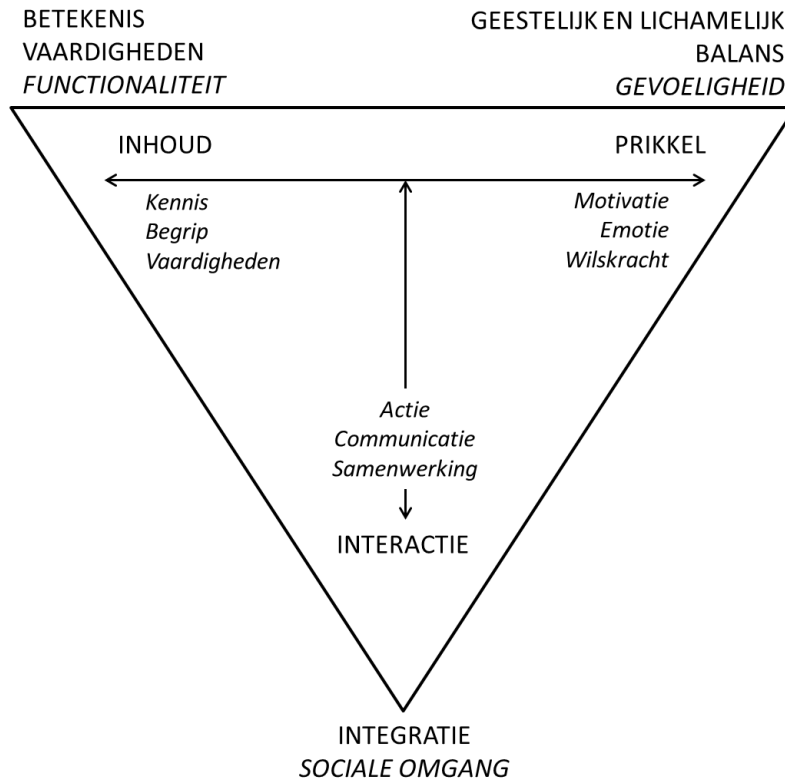 BETEKENIS
VAARDIGHEDEN
FUNCTIONALITEIT
GEESTELIJK EN LICHAMELIJK
BALANS
GEVOELIGHEID
INHOUD
PRIKKEL
Kennis
Begrip
Vaardigheden
Motivatie
Emotie
Wilskracht
Actie
Communicatie
Samenwerking
INTERACTIE
INTEGRATIE
SOCIALE OMGANG